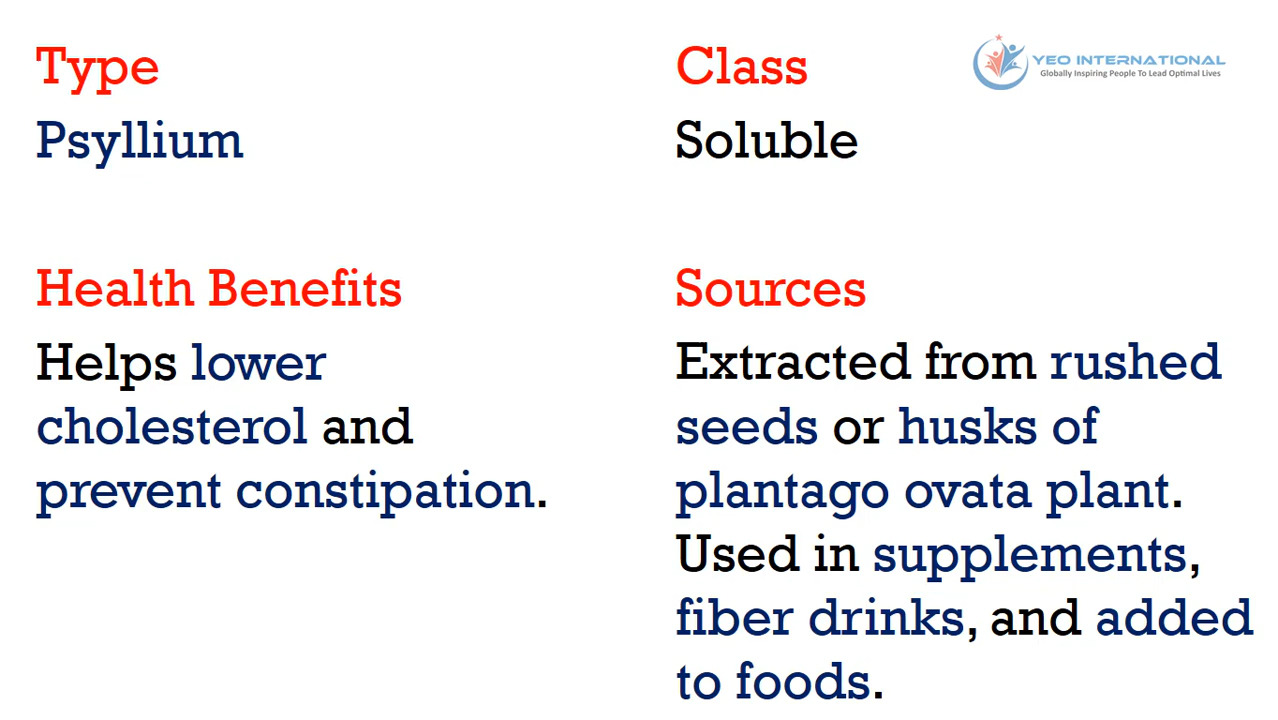 Type
Psyllium
Class
Soluble
YEO INTERNATIONAL
Globally Inspiring People To Lead Optimal Lives
Health Benefits
Helps lower
cholesterol and
prevent constipation.
Sources
Extracted from rushed
seeds or husks of
plantago ovata plant.
Used in supplements,
fiber drinks, and added
to foods.